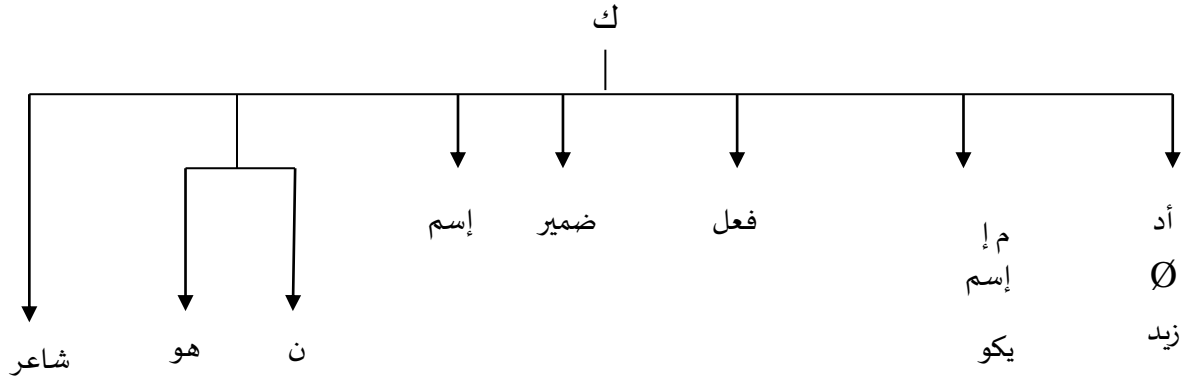 ك
أد م إ فعل ضمير إسم
Ø إسم
زيد يكو ن هو شاعر